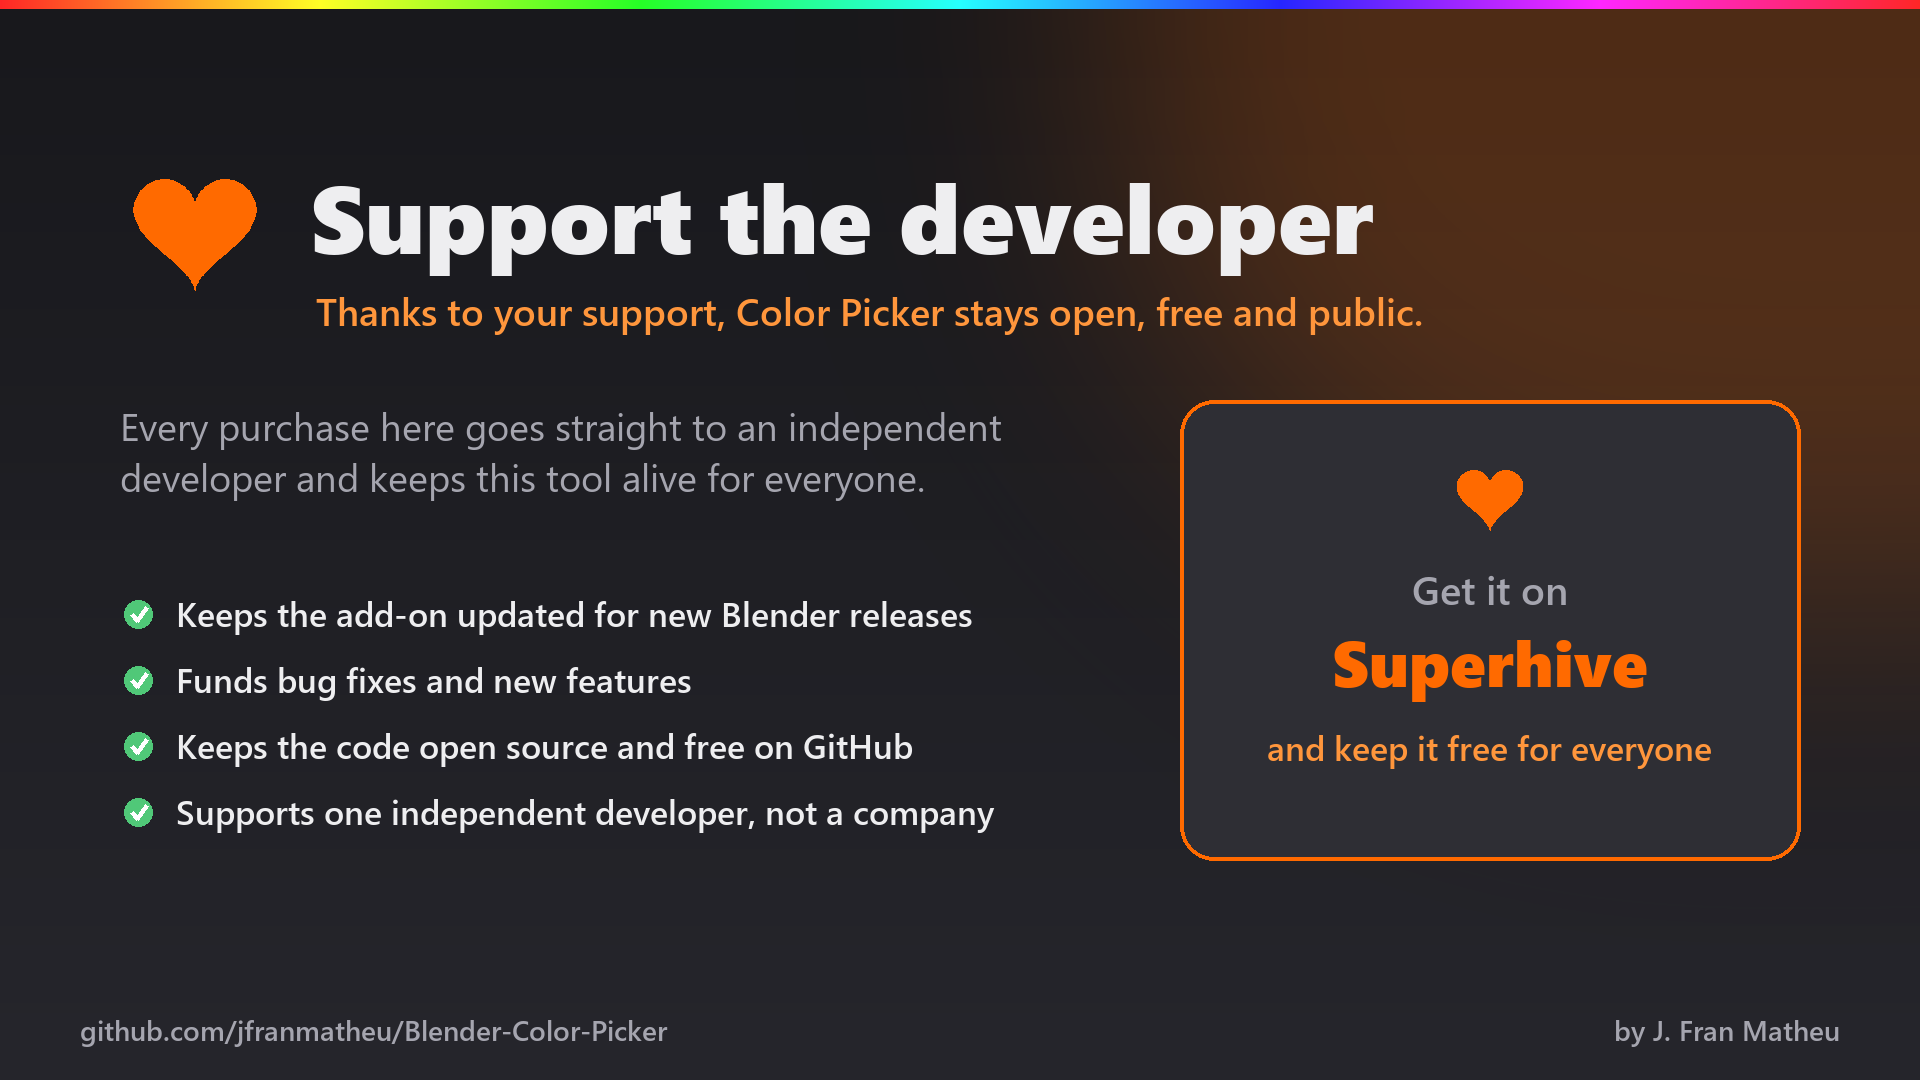 Support the developer
Thanks to your support, Color Picker stays open, free and public.
Every purchase here goes straight to an independent
developer and keeps this tool alive for everyone.
Keeps the add-on updated for new Blender releases
Funds bug fixes and new features
Keeps the code open source and free on GitHub
Supports one independent developer, not a company
Get it on
Superhive
and keep it free for everyone
github.com/jfranmatheu/Blender-Color-Picker
by J. Fran Matheu